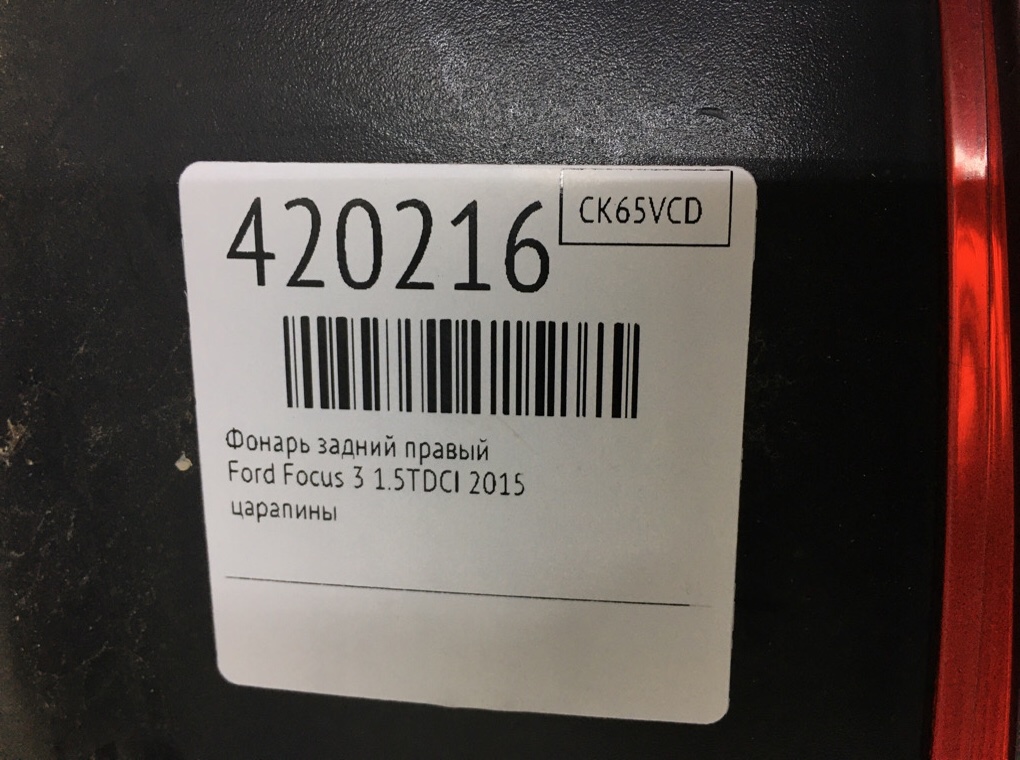 420216
CK65VCD
Фонарь задний правый
Ford Focus 3 1.5TDCI 2015
царапины